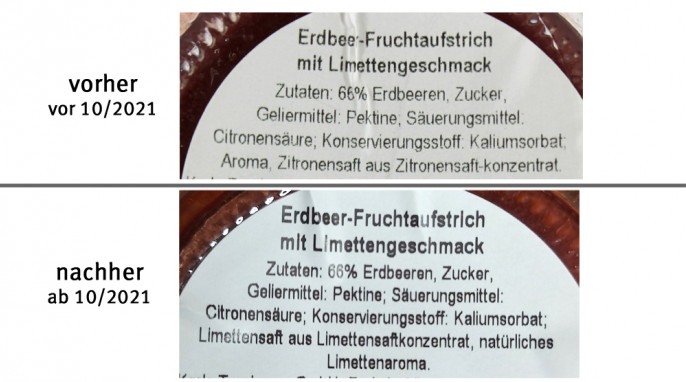 vorher
vor 10/2021
Erdbeer-Fruchtaufstrich
mit Limettengeschmack
Zutaten: 66% Erdbeeren, Zucker,
Geliermittel: Pektine; Säuerungsmittel:
Citronensäure; Konservierungsstoff: Kaliumsorbat;
Aroma, Zitronensaft aus Zitronensaft-konzentrat.
nachher
ab 10/2021
Erdbeer-Fruchtaufstrich
mit Limettengeschmack
Zutaten: 66% Erdbeeren, Zucker,
Geliermittel: Pektine; Säuerungsmittel:
Citronensäure; Konservierungsstoff: Kaliumsorbat;
Limettensaft aus Limettensaftkonzentrat, natürliches
Limettenaroma.